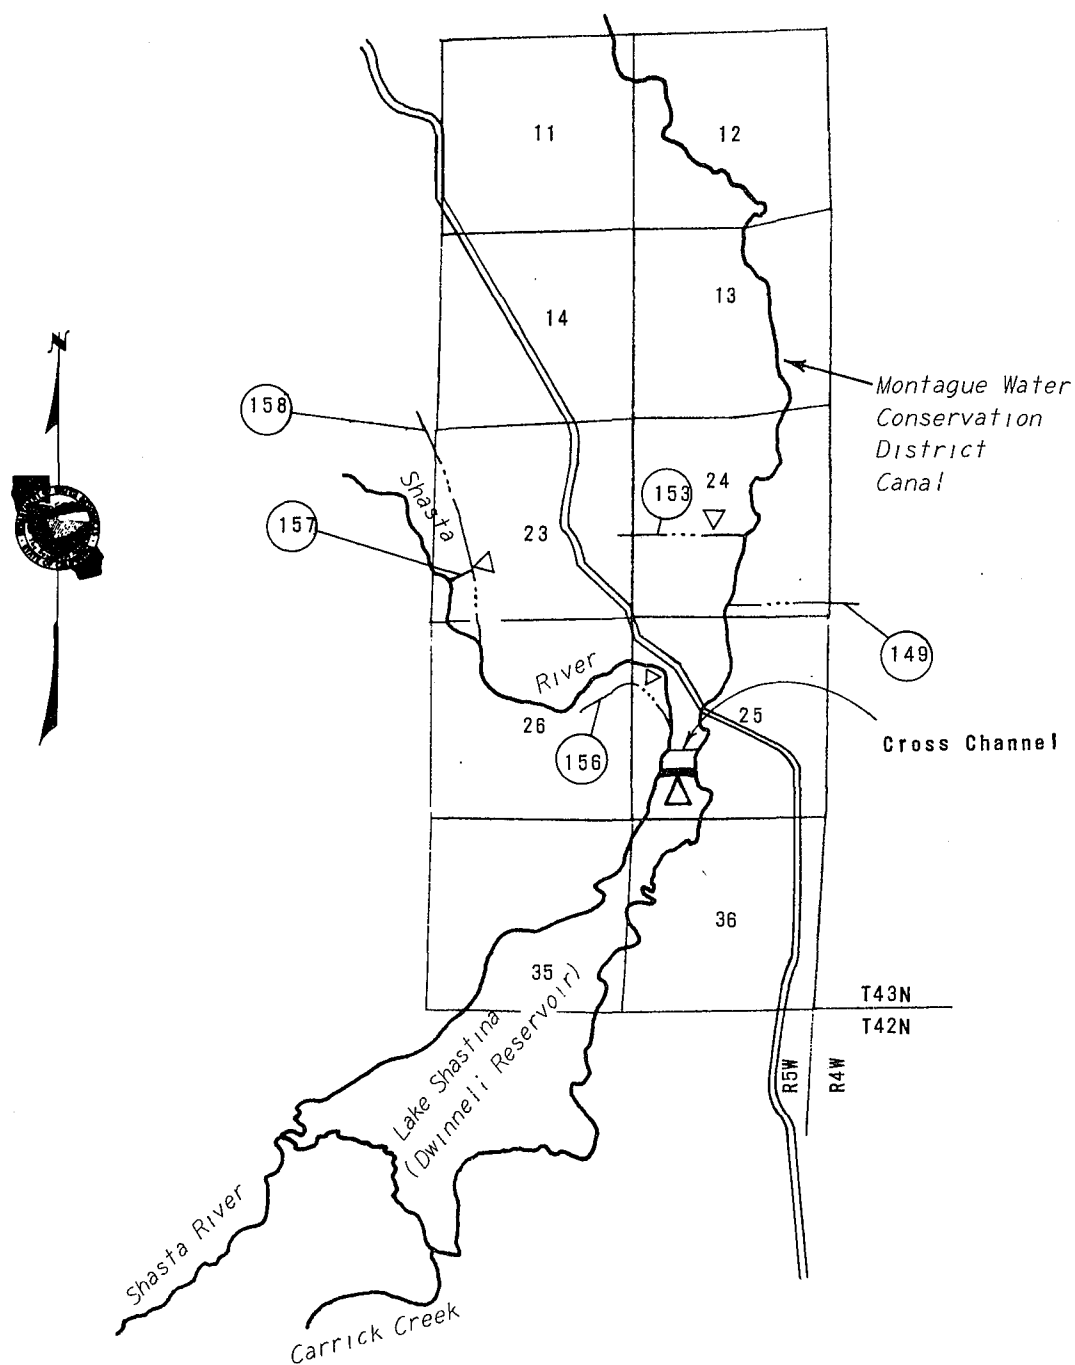 N
11
12
14
13
Montague Water
Conservation
District
Canal
158
Shasta
157
23
153
24
149
River
26
156
25
Cross Channel
36
35
T43N
T42N
R5W
R4W
Lake Shastina
(Dwinneli Reservoir)
Shasta River
Carrick Creek